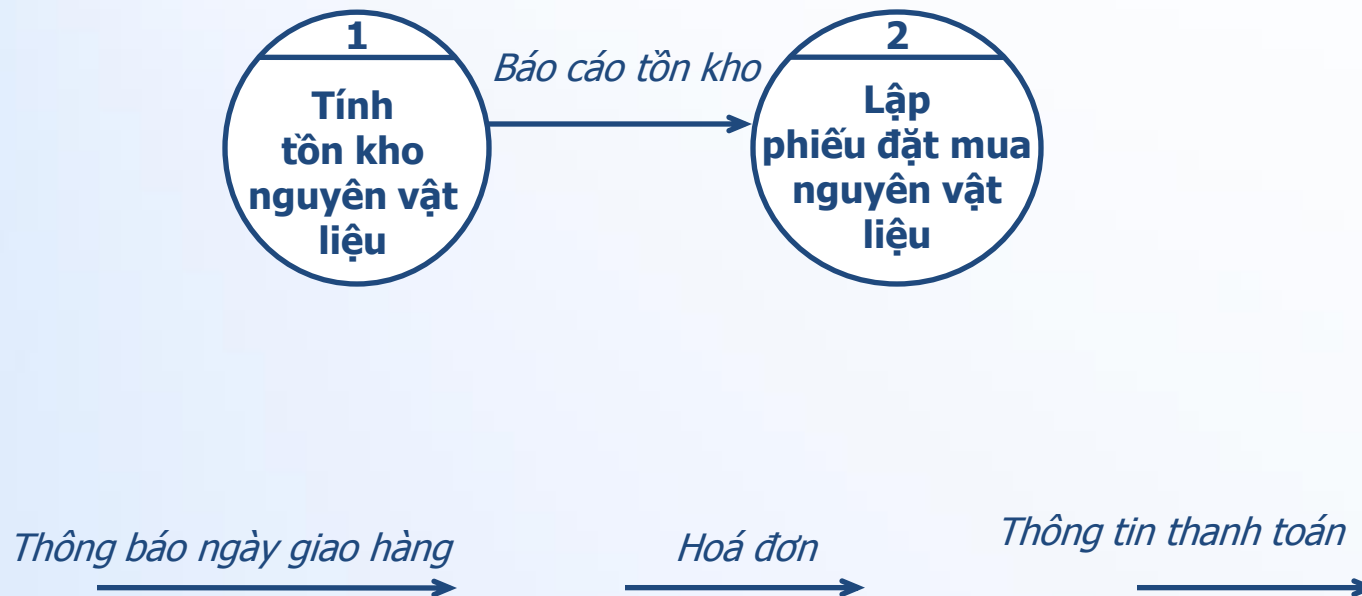 1
Tính
tồn kho
nguyên vật
liệu
Báo cáo tồn kho
2
Lập
phiếu đặt mua
nguyên vật
liệu
Thông báo ngày giao hàng
Hoá đơn
Thông tin thanh toán